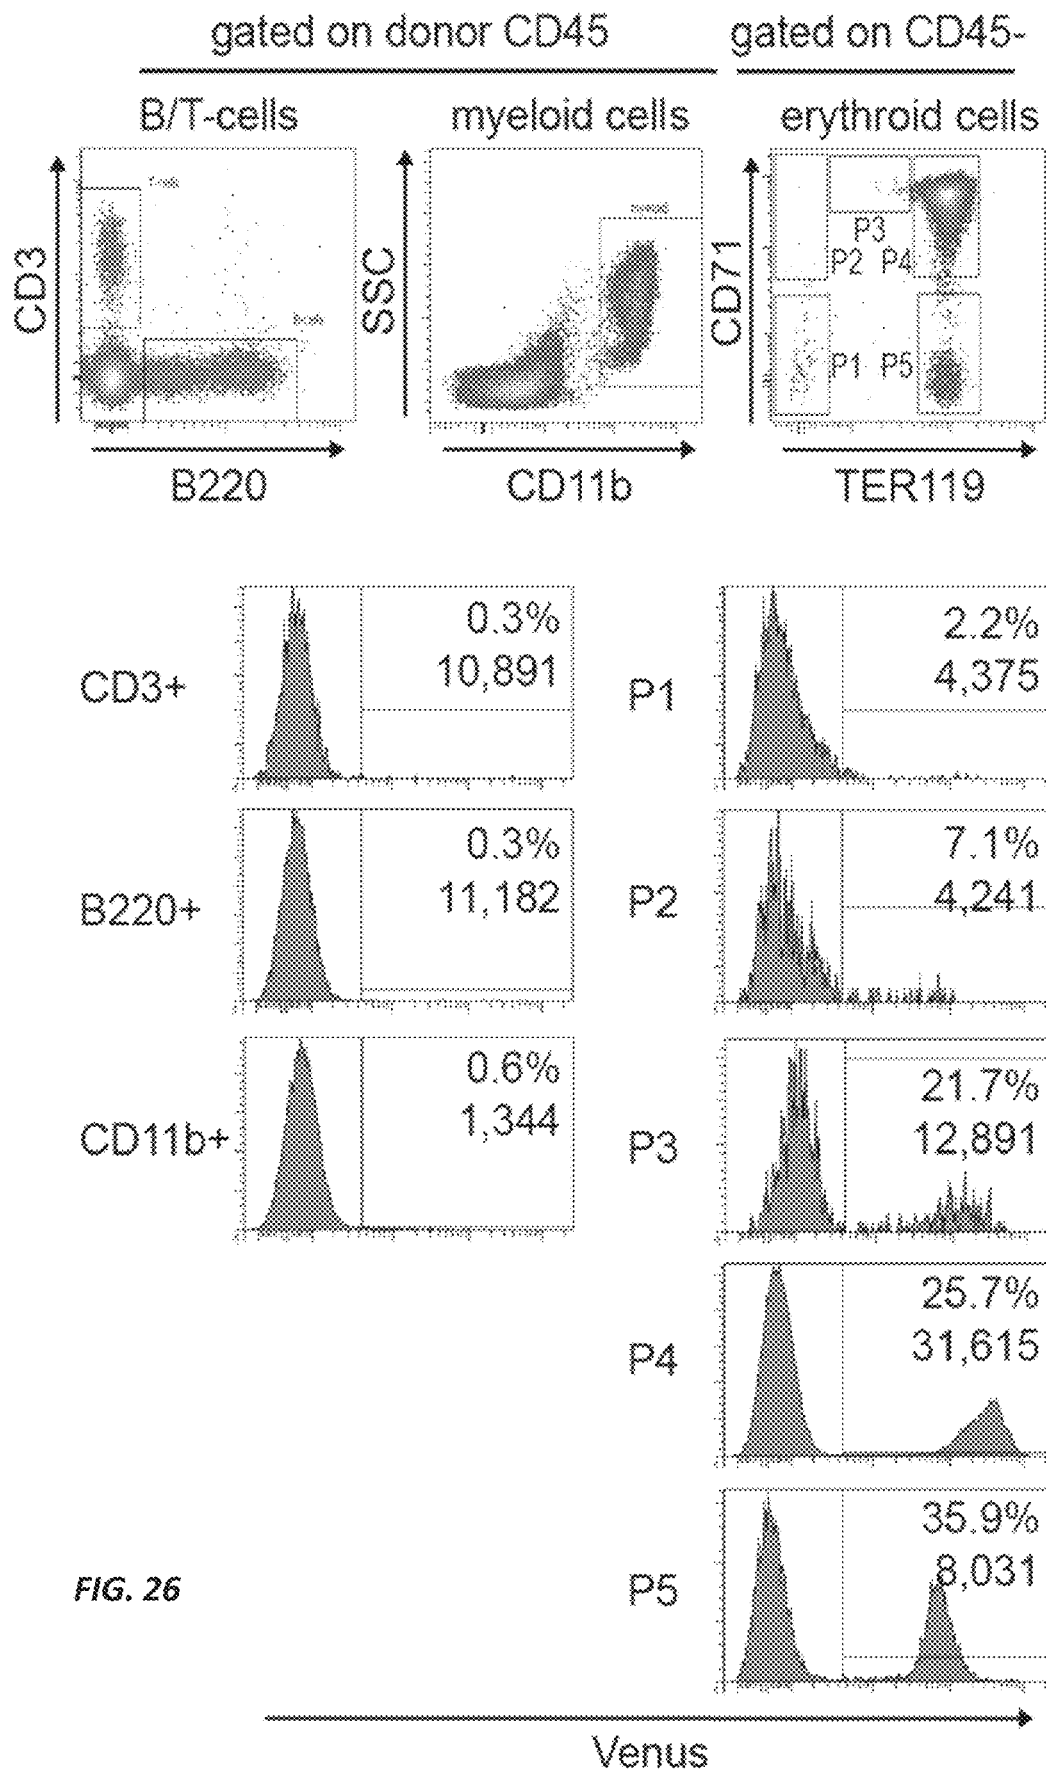 gated on donor CD45
gated on CD45-
B/T-cells
myeloid cells
erythroid cells
CD3
SSC
CD71
P3
P2
P4
P1
P5
B220
CD11b
TER119
CD3+
0.3%
10,891
P1
2.2%
4,375
B220+
0.3%
11,182
P2
7.1%
4,241
CD11b+
0.6%
1,344
P3
21.7%
12,891
P4
25.7%
31,615
P5
35.9%
8,031
FIG. 26
Venus